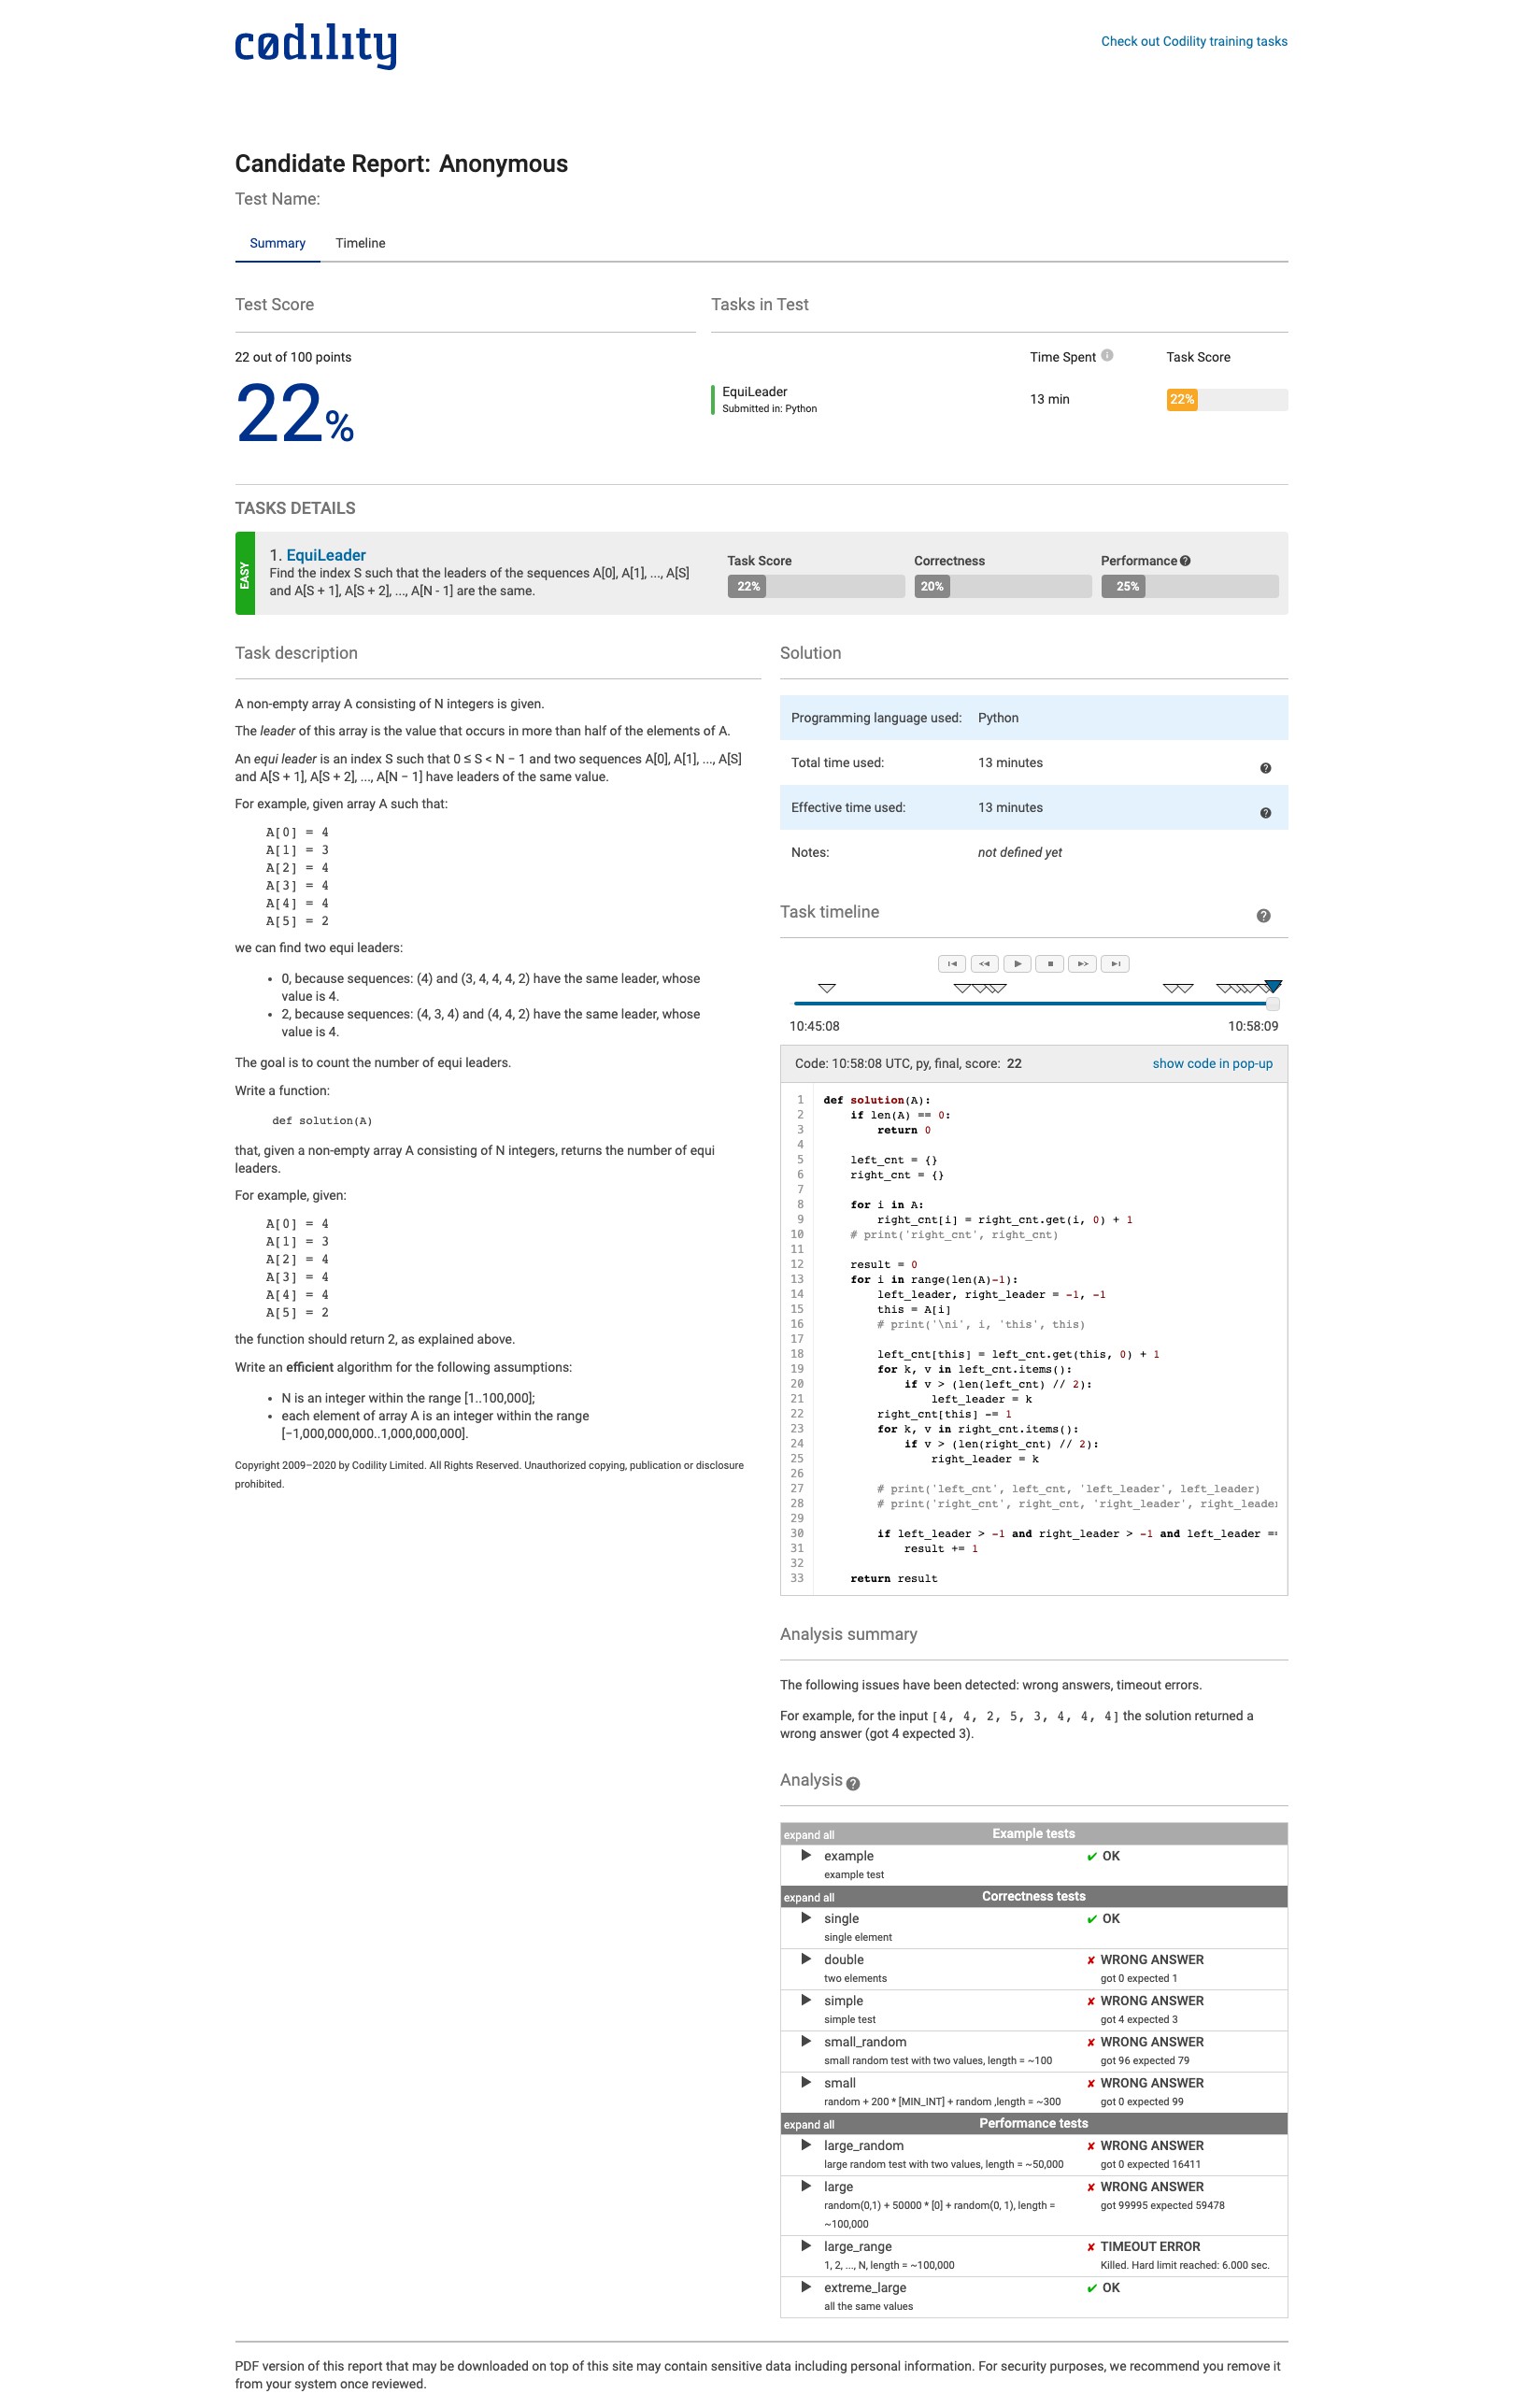 cødility
Check out Codility training tasks
Candidate Report: Anonymous
Test Name:
Summary Timeline
Test Score
22 out of 100 points
22%
Tasks in Test
Time Spent Task Score
EquiLeader
Submitted in: Python
13 min
22%
TASKS DETAILS
EASY
1. EquiLeader
Find the index S such that the leaders of the sequences A[0], A[1], ..., A[S]
and A[S + 1], A[S + 2], ..., A[N - 1] are the same.
Task Score
22%
Correctness
20%
Performance
25%
Task description
A non-empty array A consisting of N integers is given.
The leader of this array is the value that occurs in more than half of the elements of A.
An equi leader is an index S such that 0 ≤ S < N − 1 and two sequences A[0], A[1], ..., A[S]
and A[S + 1], A[S + 2], ..., A[N − 1] have leaders of the same value.
For example, given array A such that:
A[0] = 4
A[1] = 3
A[2] = 4
A[3] = 4
A[4] = 4
A[5] = 2
we can find two equi leaders:
• 0, because sequences: (4) and (3, 4, 4, 4, 2) have the same leader, whose
value is 4.
• 2, because sequences: (4, 3, 4) and (4, 4, 2) have the same leader, whose
value is 4.
The goal is to count the number of equi leaders.
Write a function:
def solution(A)
that, given a non-empty array A consisting of N integers, returns the number of equi
leaders.
For example, given:
A[0] = 4
A[1] = 3
A[2] = 4
A[3] = 4
A[4] = 4
A[5] = 2
the function should return 2, as explained above.
Write an efficient algorithm for the following assumptions:
• N is an integer within the range [1..100,000];
• each element of array A is an integer within the range
[−1,000,000,000..1,000,000,000].
Copyright 2009–2020 by Codility Limited. All Rights Reserved. Unauthorized copying, publication or disclosure
prohibited.
Solution
Programming language used: Python
Total time used: 13 minutes
Effective time used: 13 minutes
Notes: not defined yet
Task timeline
10:45:08 10:58:09
Code: 10:58:08 UTC, py, final, score: 22 show code in pop-up
1 def solution(A):
2     if len(A) == 0:
3         return 0
4
5     left_cnt = {}
6     right_cnt = {}
7
8     for i in A:
9         right_cnt[i] = right_cnt.get(i, 0) + 1
10     # print('right_cnt', right_cnt)
11
12     result = 0
13     for i in range(len(A)-1):
14         left_leader, right_leader = -1, -1
15         this = A[i]
16         # print('\ni', i, 'this', this)
17
18         left_cnt[this] = left_cnt.get(this, 0) + 1
19         for k, v in left_cnt.items():
20             if v > (len(left_cnt) // 2):
21                 left_leader = k
22         right_cnt[this] -= 1
23         for k, v in right_cnt.items():
24             if v > (len(right_cnt) // 2):
25                 right_leader = k
26
27         # print('left_cnt', left_cnt, 'left_leader', left_leader)
28         # print('right_cnt', right_cnt, 'right_leader', right_leader
29
30         if left_leader > -1 and right_leader > -1 and left_leader ==
31             result += 1
32
33     return result
Analysis summary
The following issues have been detected: wrong answers, timeout errors.
For example, for the input [4, 4, 2, 5, 3, 4, 4, 4] the solution returned a
wrong answer (got 4 expected 3).
Analysis
expand all Example tests
example ✔ OK
example test
expand all Correctness tests
single ✔ OK
single element
double ✘ WRONG ANSWER
two elements got 0 expected 1
simple ✘ WRONG ANSWER
simple test got 4 expected 3
small_random ✘ WRONG ANSWER
small random test with two values, length = ~100 got 96 expected 79
small ✘ WRONG ANSWER
random + 200 * [MIN_INT] + random ,length = ~300 got 0 expected 99
expand all Performance tests
large_random ✘ WRONG ANSWER
large random test with two values, length = ~50,000 got 0 expected 16411
large ✘ WRONG ANSWER
random(0,1) + 50000 * [0] + random(0, 1), length = got 99995 expected 59478
~100,000
large_range ✘ TIMEOUT ERROR
1, 2, ..., N, length = ~100,000 Killed. Hard limit reached: 6.000 sec.
extreme_large ✔ OK
all the same values
PDF version of this report that may be downloaded on top of this site may contain sensitive data including personal information. For security purposes, we recommend you remove it
from your system once reviewed.